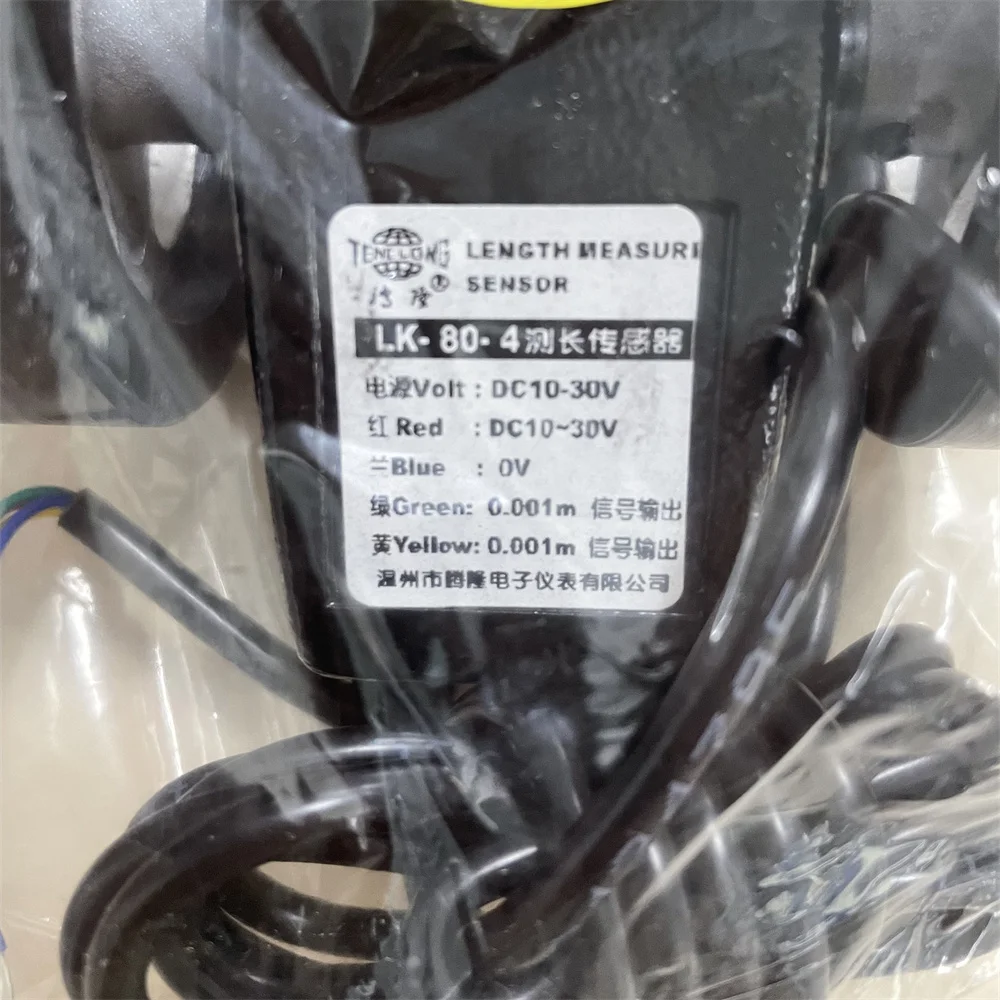 TENGLONG LENGTH MEASURI
® SENSOR
LK-80-4测长传感器
电源Volt : DC10-30V
红 Red : DC10~30V
兰Blue : 0V
绿Green: 0.001m 信号输出
黄Yellow: 0.001m 信号输出
温州市腾隆电子仪表有限公司